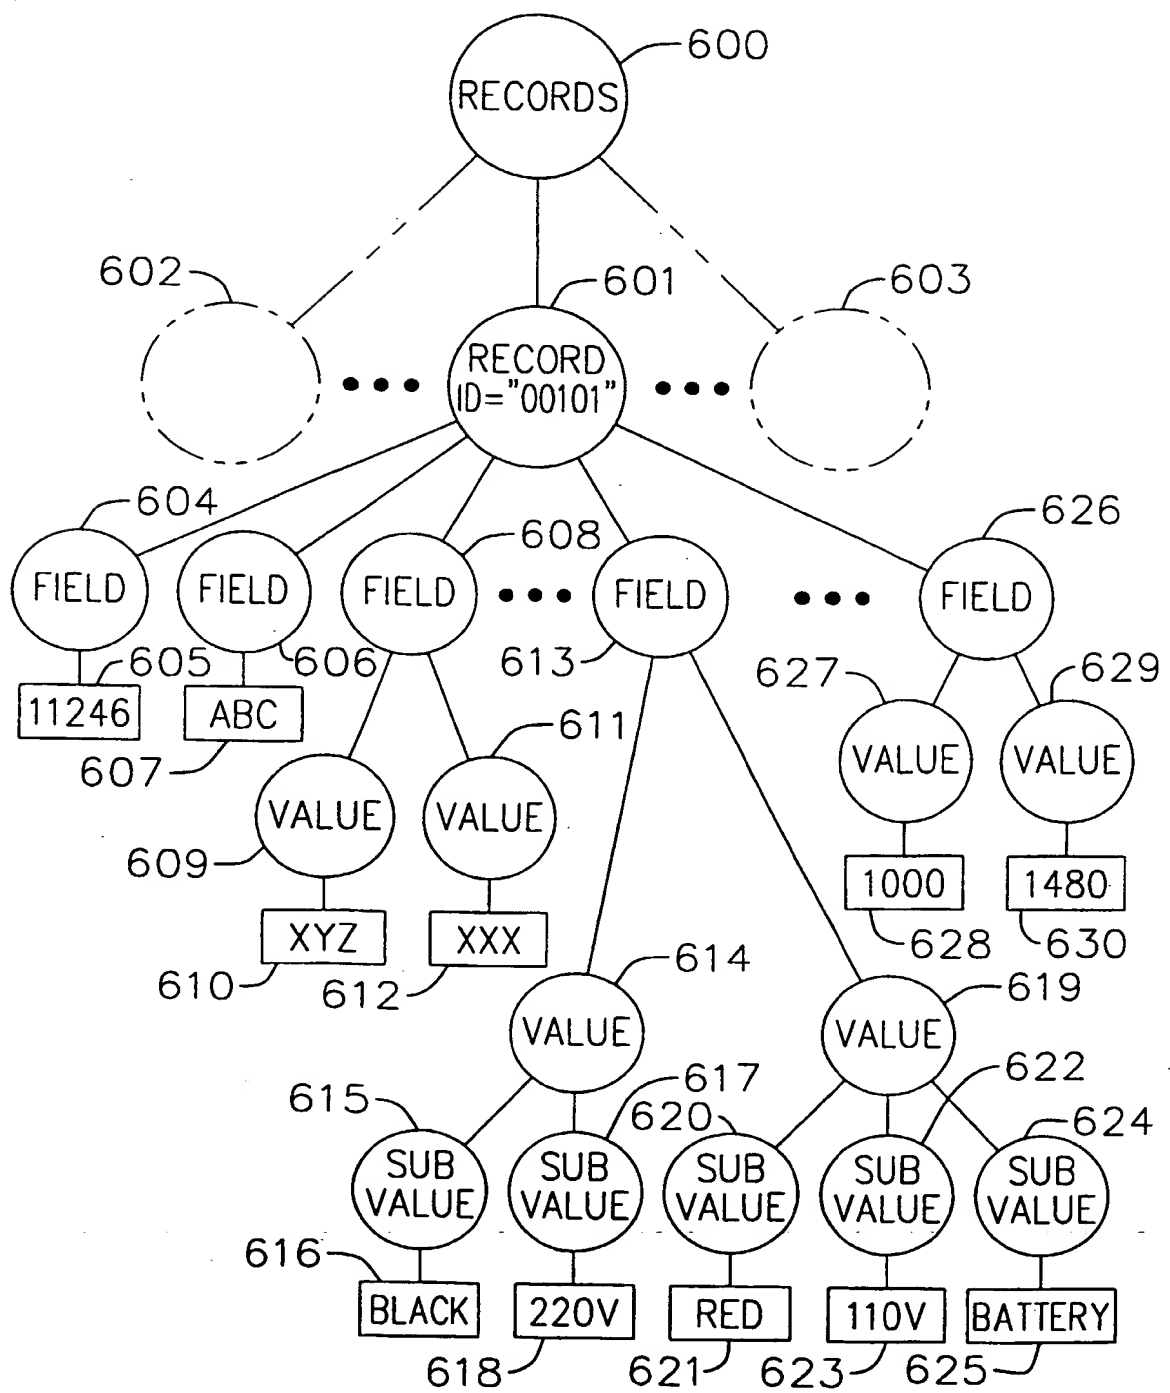 600
RECORDS
602
601
603
RECORD
ID="00101"
604
608
626
FIELD
FIELD
FIELD
FIELD
FIELD
605
606
613
627
629
11246
ABC
607
611
VALUE
VALUE
VALUE
VALUE
609
1000
1480
XYZ
XXX
628
630
610
612
614
619
VALUE
VALUE
615
617
620
622
624
SUB
VALUE
SUB
VALUE
SUB
VALUE
SUB
VALUE
SUB
VALUE
616
BLACK
220V
RED
110V
BATTERY
618
621
623
625